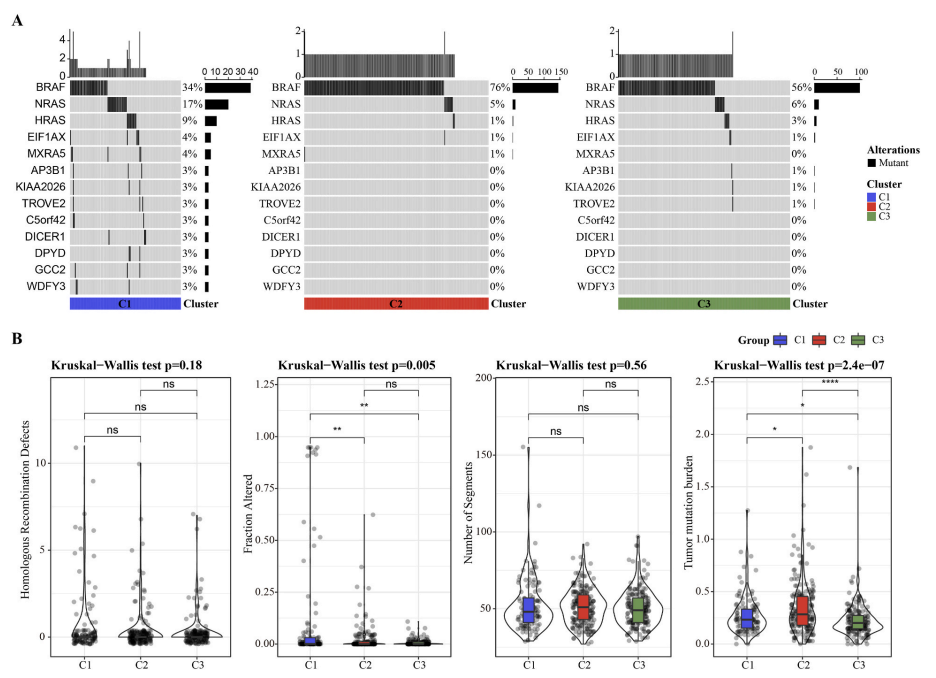 A
4
2
0
0 10 20 30 40
BRAF 34%
NRAS 17%
HRAS 9%
EIF1AX 4%
MXRA5 4%
AP3B1 3%
KIAA2026 3%
TROVE2 3%
C5orf42 3%
DICER1 3%
DPYD 3%
GCC2 3%
WDFY3 3%
C1 Cluster
2
1
0
0 50 100 150
BRAF 76%
NRAS 5%
HRAS 1%
EIF1AX 1%
MXRA5 1%
AP3B1 0%
KIAA2026 0%
TROVE2 0%
C5orf42 0%
DICER1 0%
DPYD 0%
GCC2 0%
WDFY3 0%
C2 Cluster
2
1
0
0 20 40 60 80 100
BRAF 56%
NRAS 6%
HRAS 3%
EIF1AX 1%
MXRA5 0%
AP3B1 1%
KIAA2026 1%
TROVE2 1%
C5orf42 0%
DICER1 0%
DPYD 0%
GCC2 0%
WDFY3 0%
C3 Cluster
Alterations
Mutant
Cluster
C1
C2
C3
B
Group C1 C2 C3
Kruskal−Wallis test p=0.18
Homologous Recombination Defects
10
5
0
ns
ns
ns
C1 C2 C3
Kruskal−Wallis test p=0.005
Fraction Altered
1.25
1.00
0.75
0.50
0.25
0.00
ns
**
**
C1 C2 C3
Kruskal−Wallis test p=0.56
Number of Segments
200
150
100
50
ns
ns
ns
C1 C2 C3
Kruskal−Wallis test p=2.4e−07
Tumor mutation burden
2.5
2.0
1.5
1.0
0.5
0.0
****
*
*
C1 C2 C3